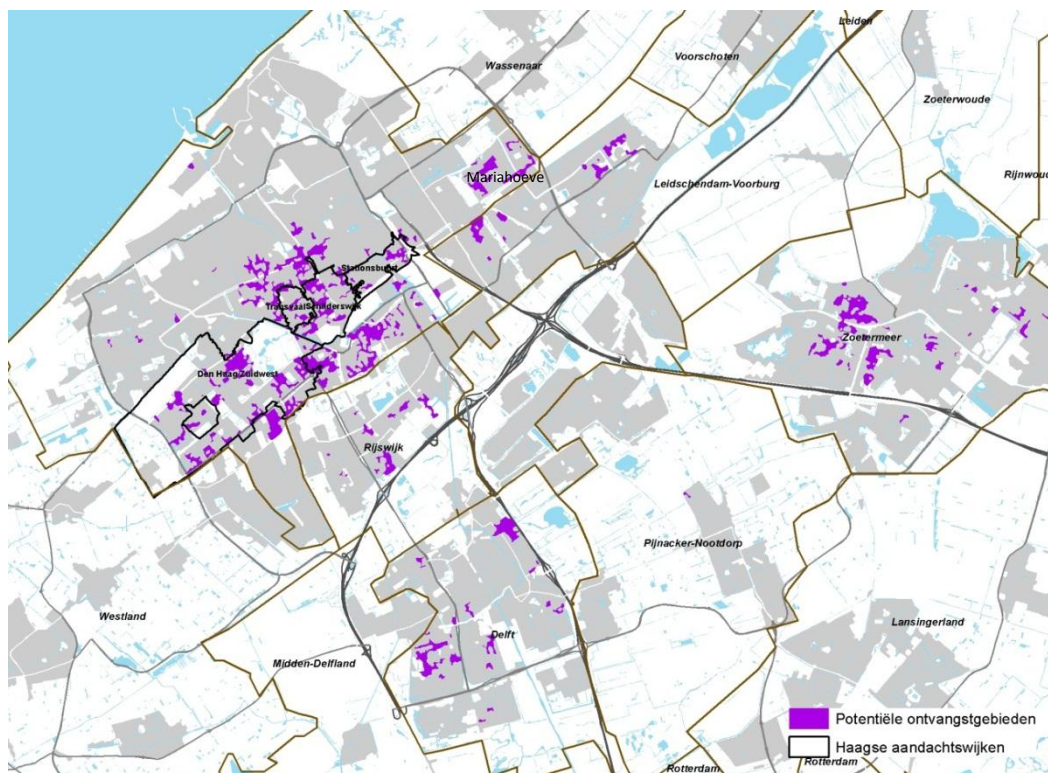 Leiden
Voorschoten
Wassenaar
Zoeterwoude
Mariahoeve
Rijnwoud
Leidschendam-Voorburg
Stationsbuurt
Transvaal
Schilderswijk
Zoetermeer
Den Haag Zuidwest
Rijswijk
Pijnacker-Nootdorp
Westland
Lansingerland
Delft
Midden-Delfland
Potentiële ontvangstgebieden
Haagse aandachtswijken
Rotterdam
Rotterdam